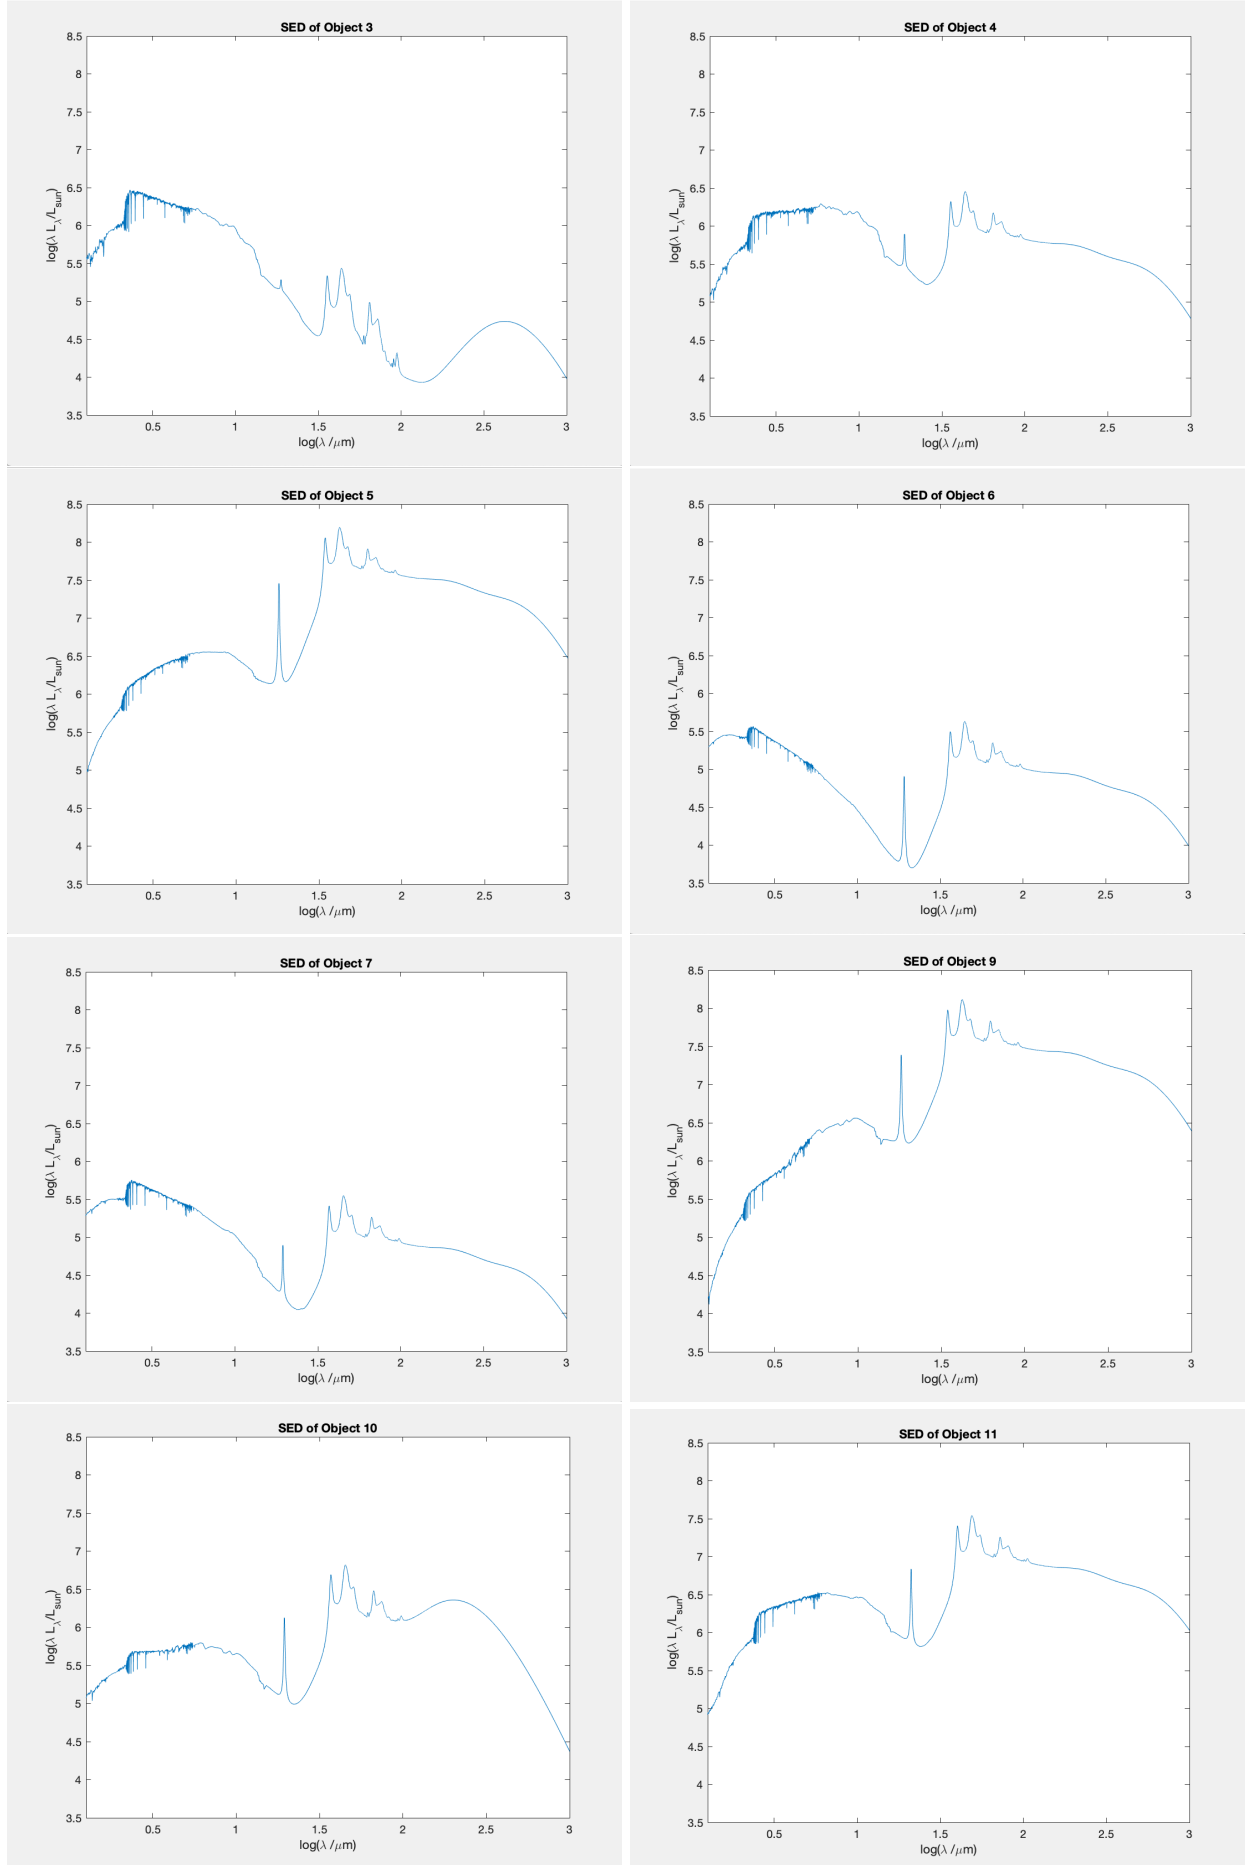 SED of Object 3
8.5
8
7.5
7
6.5
6
5.5
5
4.5
4
3.5
log(λ L_λ/L_sun)
0.5 1 1.5 2 2.5 3
log(λ /μm)
SED of Object 4
8.5
8
7.5
7
6.5
6
5.5
5
4.5
4
3.5
log(λ L_λ/L_sun)
0.5 1 1.5 2 2.5 3
log(λ /μm)
SED of Object 5
8.5
8
7.5
7
6.5
6
5.5
5
4.5
4
3.5
log(λ L_λ/L_sun)
0.5 1 1.5 2 2.5 3
log(λ /μm)
SED of Object 6
8.5
8
7.5
7
6.5
6
5.5
5
4.5
4
3.5
log(λ L_λ/L_sun)
0.5 1 1.5 2 2.5 3
log(λ /μm)
SED of Object 7
8.5
8
7.5
7
6.5
6
5.5
5
4.5
4
3.5
log(λ L_λ/L_sun)
0.5 1 1.5 2 2.5 3
log(λ /μm)
SED of Object 9
8.5
8
7.5
7
6.5
6
5.5
5
4.5
4
3.5
log(λ L_λ/L_sun)
0.5 1 1.5 2 2.5 3
log(λ /μm)
SED of Object 10
8.5
8
7.5
7
6.5
6
5.5
5
4.5
4
3.5
log(λ L_λ/L_sun)
0.5 1 1.5 2 2.5 3
log(λ /μm)
SED of Object 11
8.5
8
7.5
7
6.5
6
5.5
5
4.5
4
3.5
log(λ L_λ/L_sun)
0.5 1 1.5 2 2.5 3
log(λ /μm)